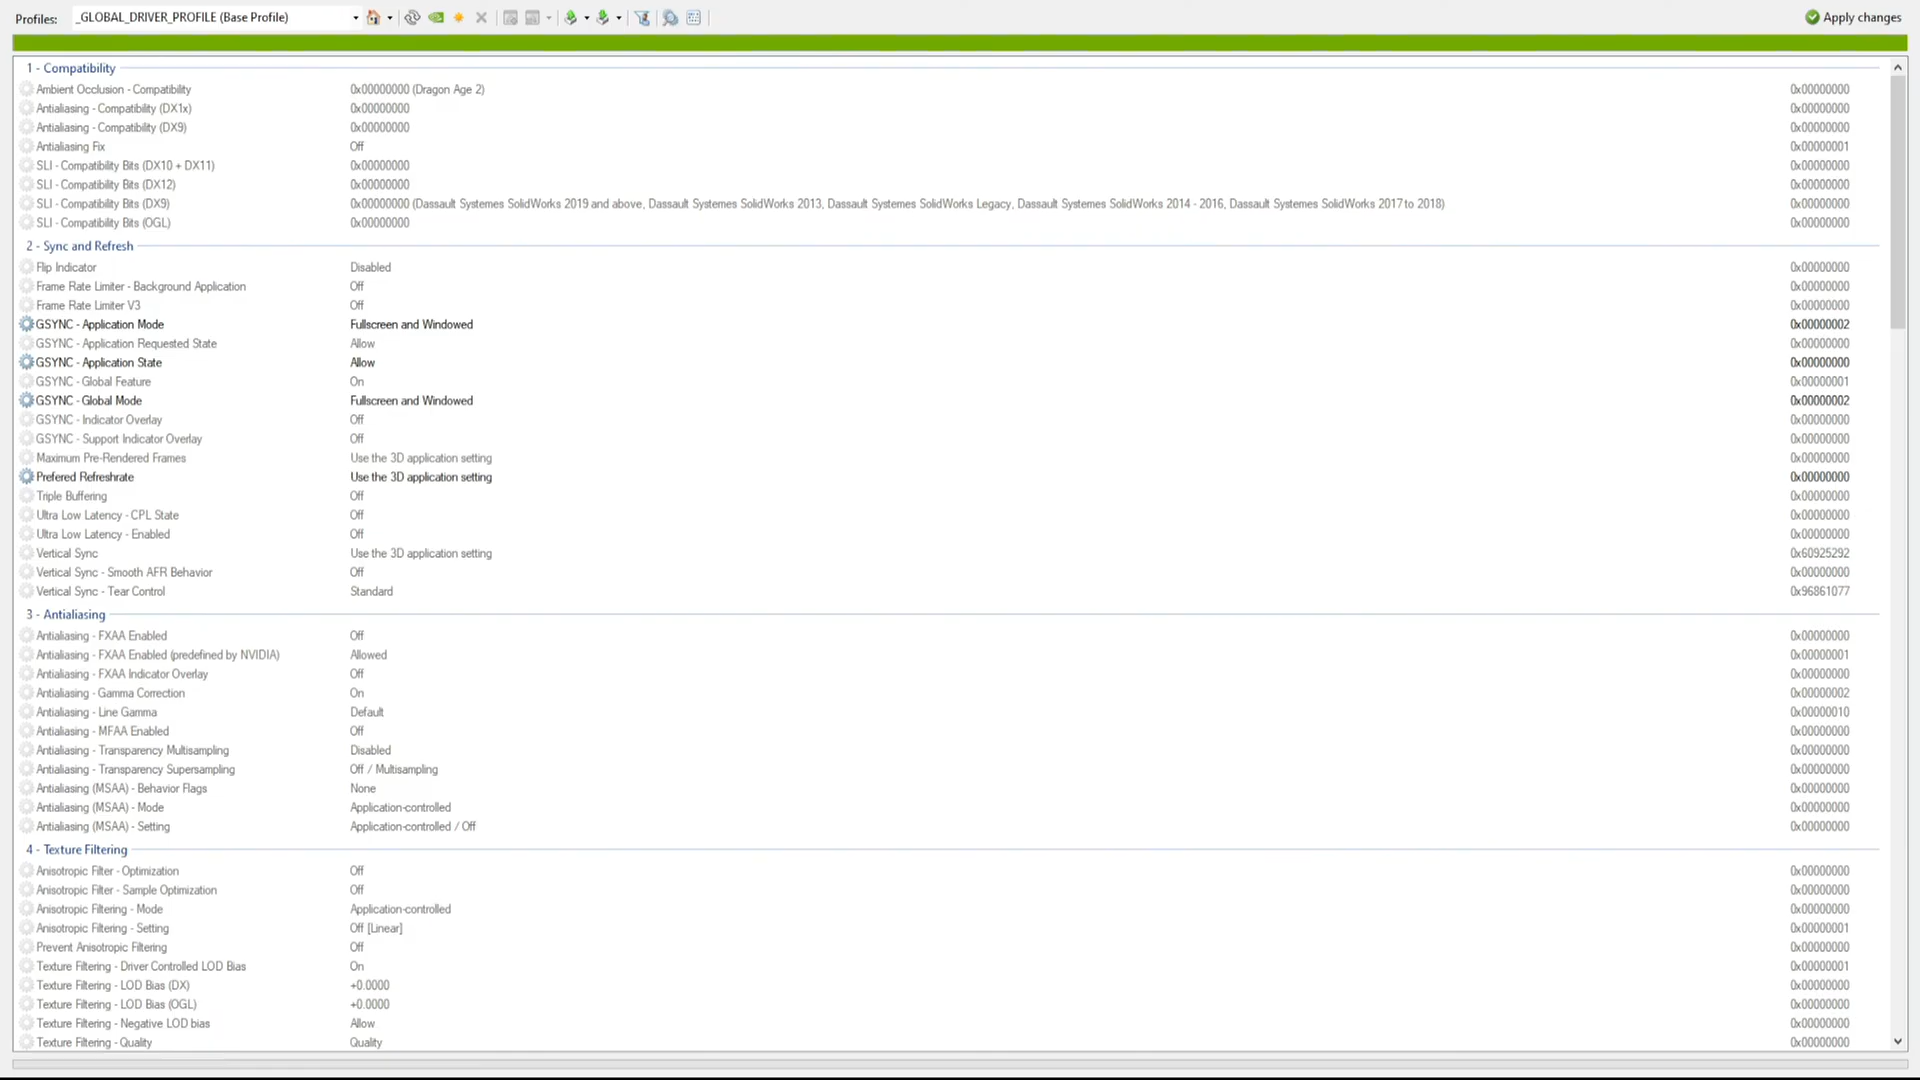 Profiles: _GLOBAL_DRIVER_PROFILE (Base Profile) Apply changes
1 - Compatibility
Ambient Occlusion - Compatibility 0x00000000 (Dragon Age 2) 0x00000000
Antialiasing - Compatibility (DX1x) 0x00000000 0x00000000
Antialiasing - Compatibility (DX9) 0x00000000 0x00000000
Antialiasing Fix Off 0x00000001
SLI - Compatibility Bits (DX10 + DX11) 0x00000000 0x00000000
SLI - Compatibility Bits (DX12) 0x00000000 0x00000000
SLI - Compatibility Bits (DX9) 0x00000000 (Dassault Systemes SolidWorks 2019 and above, Dassault Systemes SolidWorks 2013, Dassault Systemes SolidWorks Legacy, Dassault Systemes SolidWorks 2014 - 2016, Dassault Systemes SolidWorks 2017 to 2018) 0x00000000
SLI - Compatibility Bits (OGL) 0x00000000 0x00000000
2 - Sync and Refresh
Flip Indicator Disabled 0x00000000
Frame Rate Limiter - Background Application Off 0x00000000
Frame Rate Limiter V3 Off 0x00000000
GSYNC - Application Mode Fullscreen and Windowed 0x00000002
GSYNC - Application Requested State Allow 0x00000000
GSYNC - Application State Allow 0x00000000
GSYNC - Global Feature On 0x00000001
GSYNC - Global Mode Fullscreen and Windowed 0x00000002
GSYNC - Indicator Overlay Off 0x00000000
GSYNC - Support Indicator Overlay Off 0x00000000
Maximum Pre-Rendered Frames Use the 3D application setting 0x00000000
Prefered Refreshrate Use the 3D application setting 0x00000000
Triple Buffering Off 0x00000000
Ultra Low Latency - CPL State Off 0x00000000
Ultra Low Latency - Enabled Off 0x00000000
Vertical Sync Use the 3D application setting 0x60925292
Vertical Sync - Smooth AFR Behavior Off 0x00000000
Vertical Sync - Tear Control Standard 0x96861077
3 - Antialiasing
Antialiasing - FXAA Enabled Off 0x00000000
Antialiasing - FXAA Enabled (predefined by NVIDIA) Allowed 0x00000001
Antialiasing - FXAA Indicator Overlay Off 0x00000000
Antialiasing - Gamma Correction On 0x00000002
Antialiasing - Line Gamma Default 0x00000010
Antialiasing - MFAA Enabled Off 0x00000000
Antialiasing - Transparency Multisampling Disabled 0x00000000
Antialiasing - Transparency Supersampling Off / Multisampling 0x00000000
Antialiasing (MSAA) - Behavior Flags None 0x00000000
Antialiasing (MSAA) - Mode Application-controlled 0x00000000
Antialiasing (MSAA) - Setting Application-controlled / Off 0x00000000
4 - Texture Filtering
Anisotropic Filter - Optimization Off 0x00000000
Anisotropic Filter - Sample Optimization Off 0x00000000
Anisotropic Filtering - Mode Application-controlled 0x00000000
Anisotropic Filtering - Setting Off [Linear] 0x00000001
Prevent Anisotropic Filtering Off 0x00000000
Texture Filtering - Driver Controlled LOD Bias On 0x00000001
Texture Filtering - LOD Bias (DX) +0.0000 0x00000000
Texture Filtering - LOD Bias (OGL) +0.0000 0x00000000
Texture Filtering - Negative LOD bias Allow 0x00000000
Texture Filtering - Quality Quality 0x00000000